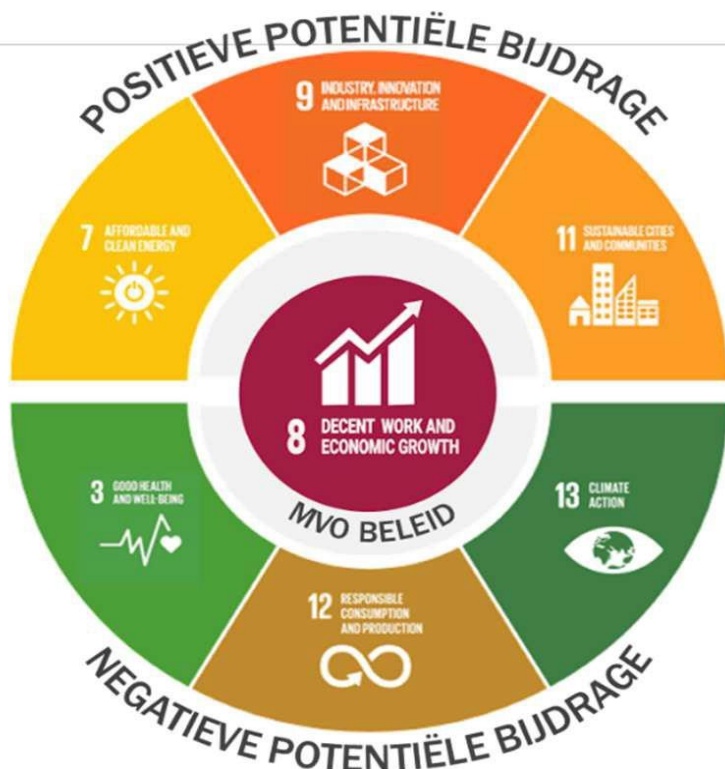 POSITIEVE POTENTIËLE BIJDRAGE
9 INDUSTRY, INNOVATION
AND INFRASTRUCTURE
7 AFFORDABLE AND
CLEAN ENERGY
11 SUSTAINABLE CITIES
AND COMMUNITIES
8 DECENT WORK AND
ECONOMIC GROWTH
MVO BELEID
3 GOOD HEALTH
AND WELL-BEING
13 CLIMATE
ACTION
12 RESPONSIBLE
CONSUMPTION
AND PRODUCTION
NEGATIEVE POTENTIËLE BIJDRAGE